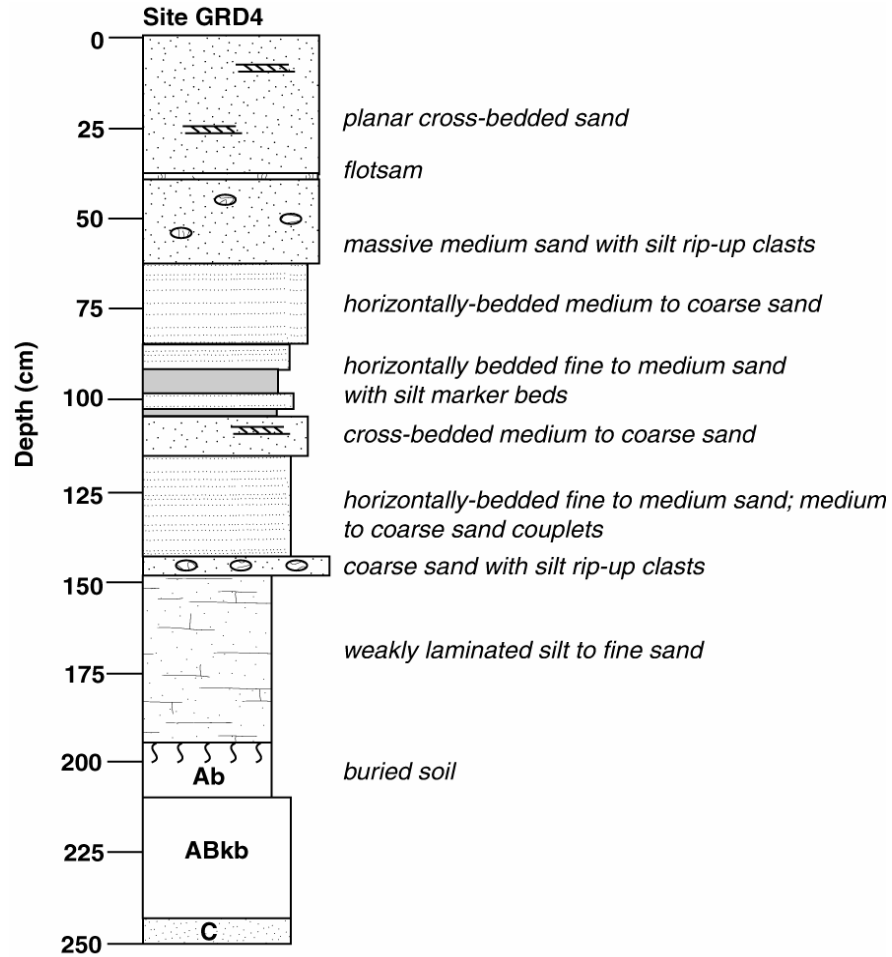 Site GRD4
0
25
planar cross-bedded sand
flotsam
50
massive medium sand with silt rip-up clasts
75
horizontally-bedded medium to coarse sand
Depth (cm)
horizontally bedded fine to medium sand
with silt marker beds
100
cross-bedded medium to coarse sand
125
horizontally-bedded fine to medium sand; medium
to coarse sand couplets
coarse sand with silt rip-up clasts
150
weakly laminated silt to fine sand
175
200
Ab
buried soil
225
ABkb
C
250